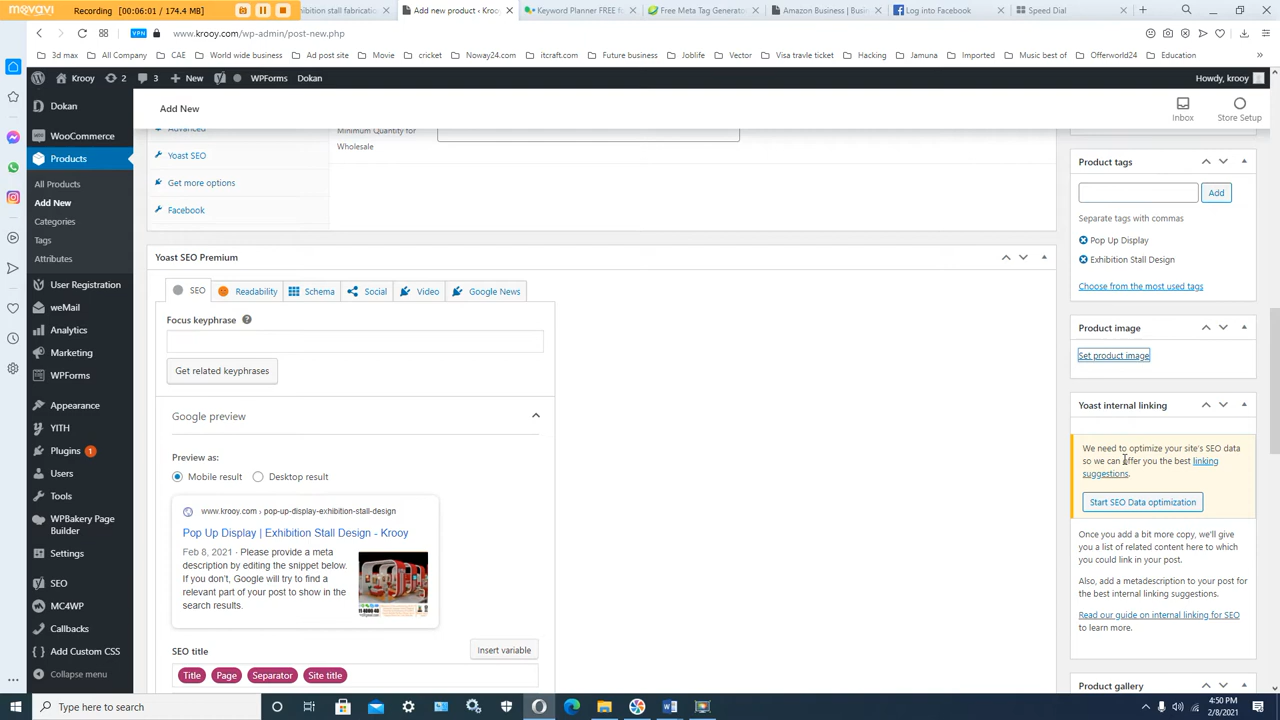 movavi
Recording >> [00:06:01 / 174.4 MB]
hibition stall fabrication
Add new product ‹ Krooy
Keyword Planner FREE fo
Free Meta Tag Generator
Amazon Business | Busine
Log into Facebook
Speed Dial
VPN
www.krooy.com/wp-admin/post-new.php
3d max
All Company
CAE
World wide business
Ad post site
Movie
cricket
Noway24.com
itcraft.com
Future business
Joblife
Vector
Visa travle ticket
Hacking
Jamuna
Imported
Music best of
Offerworld24
Education
Krooy
2
3
New
WPForms
Dokan
Howdy, krooy
Dokan
WooCommerce
Products
All Products
Add New
Categories
Tags
Attributes
User Registration
weMail
Analytics
Marketing
WPForms
Appearance
YITH
Plugins 1
Users
Tools
WPBakery Page
Builder
Settings
SEO
MC4WP
Callbacks
Add Custom CSS
Collapse menu
Add New
Inbox
Store Setup
Advanced
Yoast SEO
Get more options
Facebook
Minimum Quantity for
Wholesale
Yoast SEO Premium
SEO
Readability
Schema
Social
Video
Google News
Focus keyphrase
Get related keyphrases
Google preview
Preview as:
Mobile result
Desktop result
www.krooy.com › pop-up-display-exhibition-stall-design
Pop Up Display | Exhibition Stall Design - Krooy
Feb 8, 2021 · Please provide a meta
description by editing the snippet below.
If you don't, Google will try to find a
relevant part of your post to show in the
search results.
SEO title
Insert variable
Title
Page
Separator
Site title
Product tags
Add
Separate tags with commas
Pop Up Display
Exhibition Stall Design
Choose from the most used tags
Product image
Set product image
Yoast internal linking
We need to optimize your site's SEO data
so we can offer you the best linking
suggestions.
Start SEO Data optimization
Once you add a bit more copy, we'll give
you a list of related content here to which
you could link in your post.
Also, add a metadescription to your post for
the best internal linking suggestions.
Read our guide on internal linking for SEO
to learn more.
Product gallery
Type here to search
4:50 PM
2/8/2021